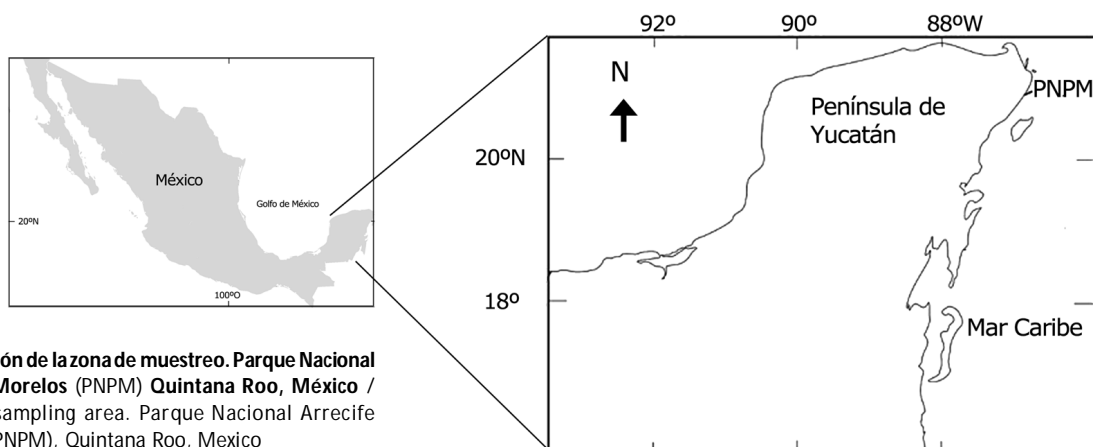 92º 90º 88ºW
N
PNPM
Península de
Yucatán
20ºN
18º
Mar Caribe
México
Golfo de México
20ºN
100ºO
ón de la zona de muestreo. Parque Nacional
Morelos (PNPM) Quintana Roo, México /
sampling area. Parque Nacional Arrecife
PNPM), Quintana Roo, Mexico